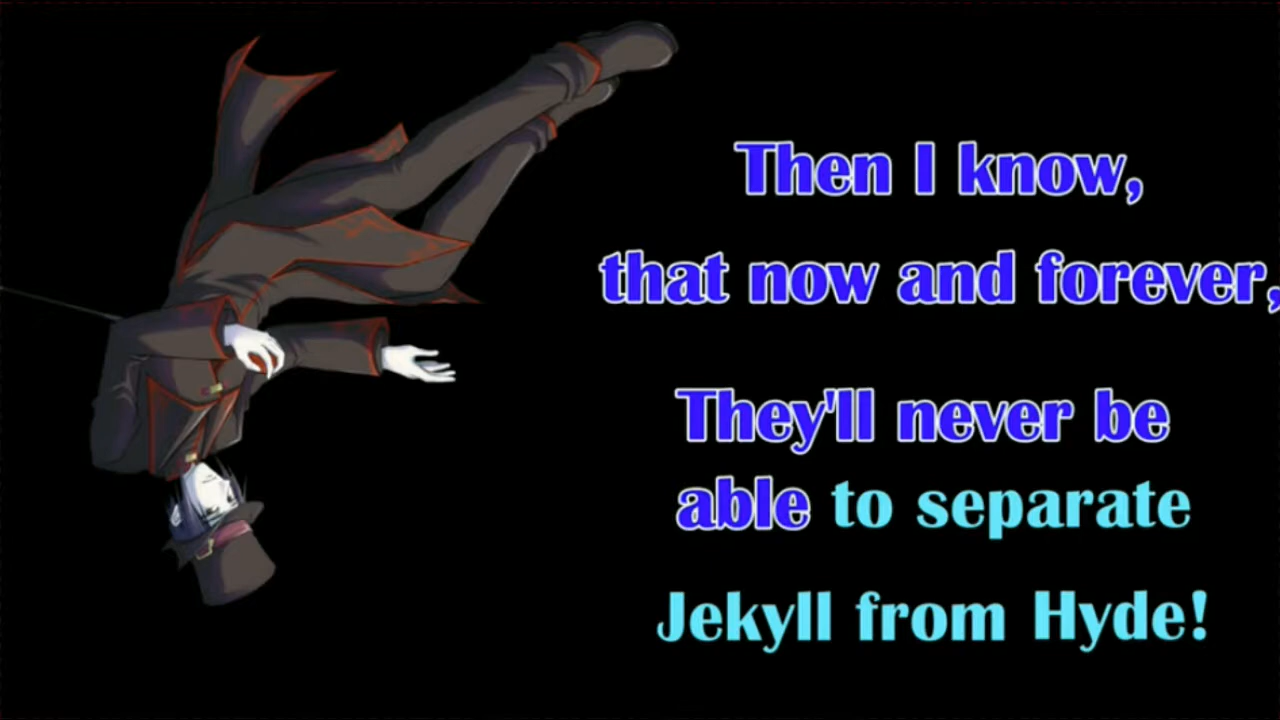 Then I know,
that now and forever,
They'll never be
able to separate
Jekyll from Hyde!